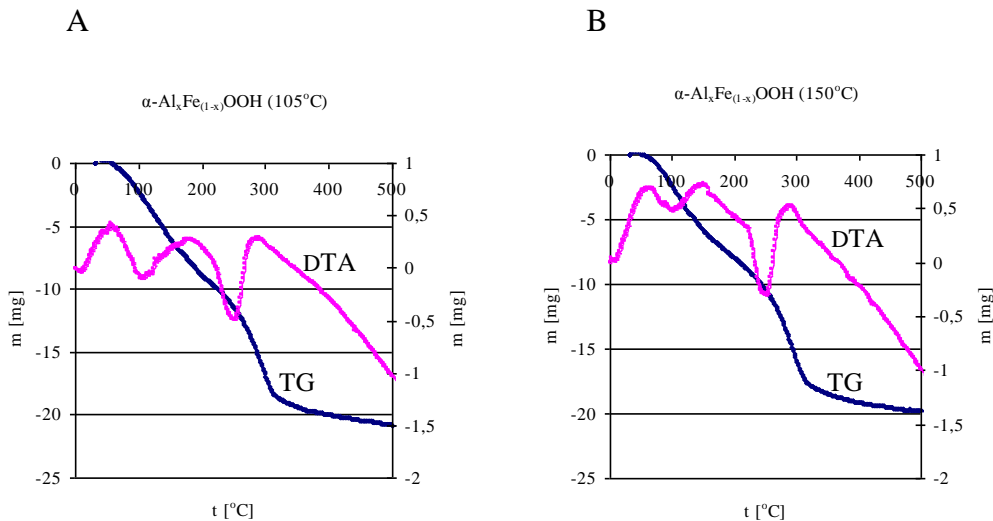 A
B
α-AlₓFe₍₁₋ₓ₎OOH (105°C)
α-AlₓFe₍₁₋ₓ₎OOH (150°C)
0
-5
-10
-15
-20
-25
0 100 200 300 400 500
1
0,5
0
-0,5
-1
-1,5
-2
m [mg]
m [mg]
DTA
TG
t [°C]
0
-5
-10
-15
-20
-25
0 100 200 300 400 500
1
0,5
0
-0,5
-1
-1,5
-2
m [mg]
m [mg]
DTA
TG
t [°C]